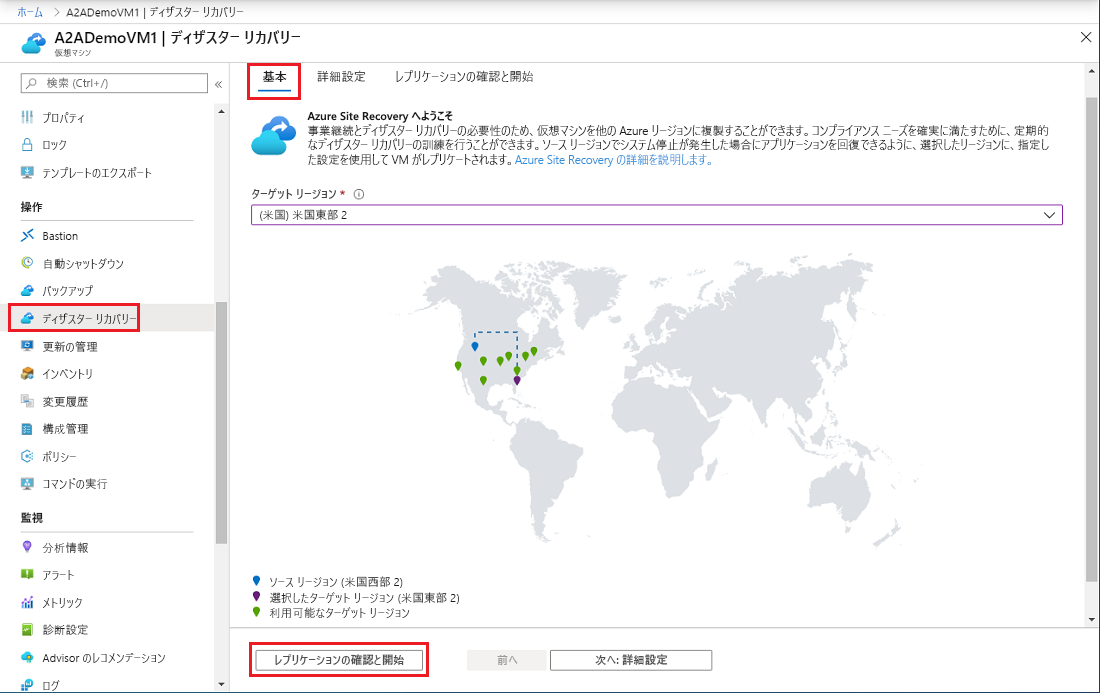 ホーム > A2ADemoVM1 | ディザスター リカバリー
A2ADemoVM1 | ディザスター リカバリー
仮想マシン
検索 (Ctrl+/)
«
プロパティ
ロック
テンプレートのエクスポート
操作
Bastion
自動シャットダウン
バックアップ
ディザスター リカバリー
更新の管理
インベントリ
変更履歴
構成管理
ポリシー
コマンドの実行
監視
分析情報
アラート
メトリック
診断設定
Advisor のレコメンデーション
ログ
基本 詳細設定 レプリケーションの確認と開始
Azure Site Recovery へようこそ
事業継続とディザスター リカバリーの必要性のため、仮想マシンを他の Azure リージョンに複製することができます。コンプライアンス ニーズを確実に満たすために、定期的
なディザスター リカバリーの訓練を行うことができます。ソース リージョンでシステム停止が発生した場合にアプリケーションを回復できるように、選択したリージョンに、指定し
た設定を使用して VM がレプリケートされます。Azure Site Recovery の詳細を説明します。
ターゲット リージョン *
(米国) 米国東部 2
ソース リージョン (米国西部 2)
選択したターゲット リージョン (米国東部 2)
利用可能なターゲット リージョン
レプリケーションの確認と開始
前へ
次へ: 詳細設定